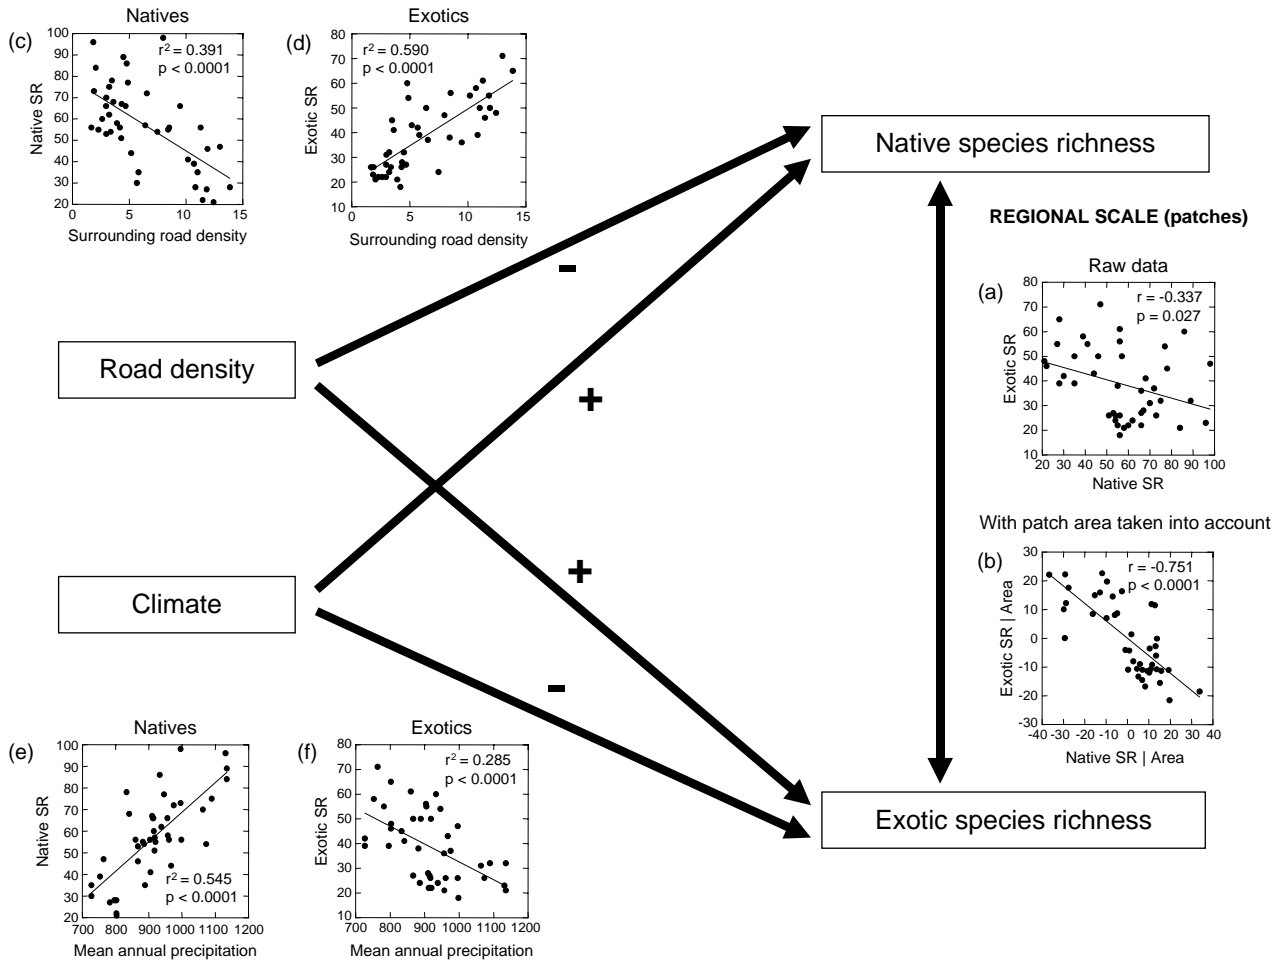 Natives
(c)
r² = 0.391
p < 0.0001
Native SR
100
90
80
70
60
50
40
30
20
0
5
10
15
Surrounding road density
Exotics
(d)
r² = 0.590
p < 0.0001
Exotic SR
80
70
60
50
40
30
20
10
0
5
10
15
Surrounding road density
Native species richness
REGIONAL SCALE (patches)
Raw data
(a)
r = -0.337
p = 0.027
Exotic SR
80
70
60
50
40
30
20
10
20 30 40 50 60 70 80 90 100
Native SR
-
Road density
+
With patch area taken into account
(b)
r = -0.751
p < 0.0001
Exotic SR | Area
30
20
10
0
-10
-20
-30
-40 -30 -20 -10 0 10 20 30 40
Native SR | Area
+
Climate
-
Natives
(e)
r² = 0.545
p < 0.0001
Native SR
100
90
80
70
60
50
40
30
20
700 800 900 1000 1100 1200
Mean annual precipitation
Exotics
(f)
r² = 0.285
p < 0.0001
Exotic SR
80
70
60
50
40
30
20
10
700 800 900 1000 1100 1200
Mean annual precipitation
Exotic species richness